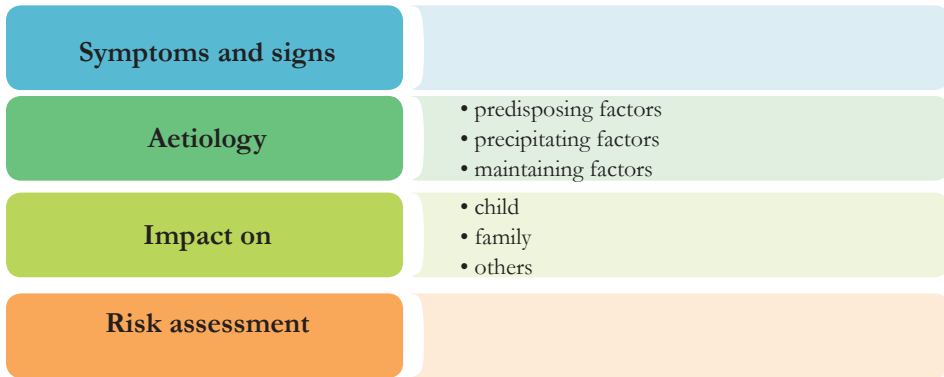 Symptoms and signs
Aetiology
• predisposing factors
• precipitating factors
• maintaining factors
Impact on
• child
• family
• others
Risk assessment